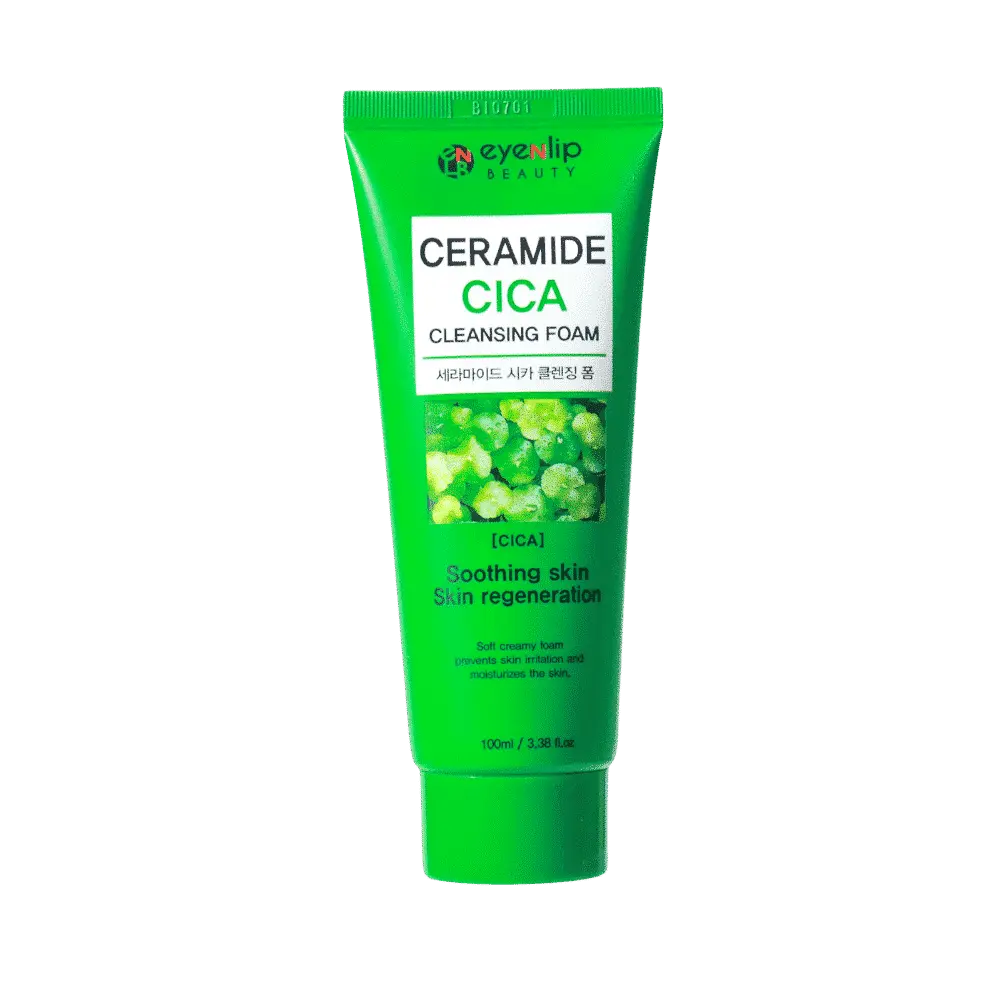 BI0701
eyeNlip
BEAUTY
CERAMIDE
CICA
CLEANSING FOAM
세라마이드 시카 클렌징 폼
[CICA]
Soothing skin
Skin regeneration
Soft creamy foam
prevents skin irritation and
moisturizes the skin.
100ml / 3,38 fl.oz